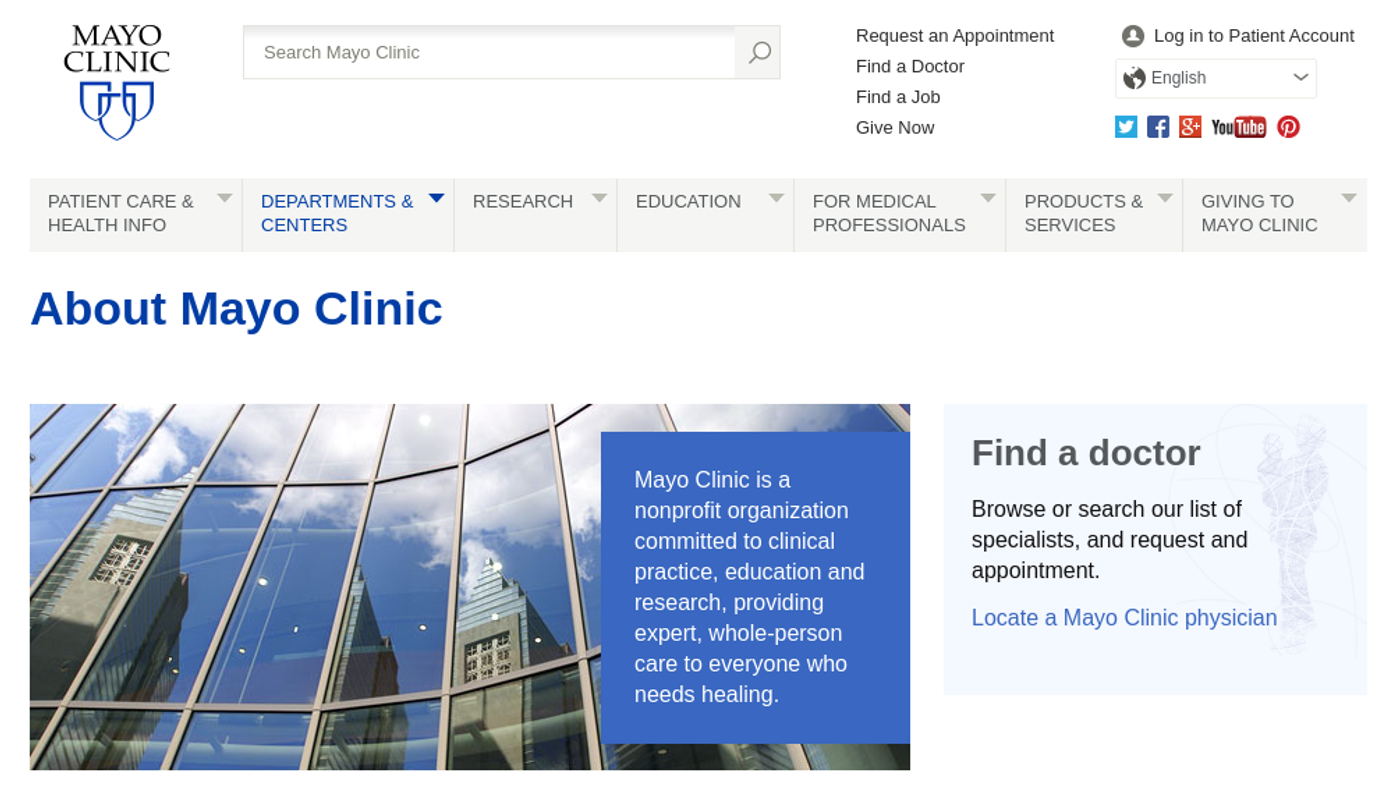 MAYO
CLINIC
Search Mayo Clinic
Request an Appointment
Find a Doctor
Find a Job
Give Now
Log in to Patient Account
English
You Tube
PATIENT CARE &
HEALTH INFO
DEPARTMENTS &
CENTERS
RESEARCH
EDUCATION
FOR MEDICAL
PROFESSIONALS
PRODUCTS &
SERVICES
GIVING TO
MAYO CLINIC
About Mayo Clinic
Mayo Clinic is a
nonprofit organization
committed to clinical
practice, education and
research, providing
expert, whole-person
care to everyone who
needs healing.
Find a doctor
Browse or search our list of
specialists, and request and
appointment.
Locate a Mayo Clinic physician